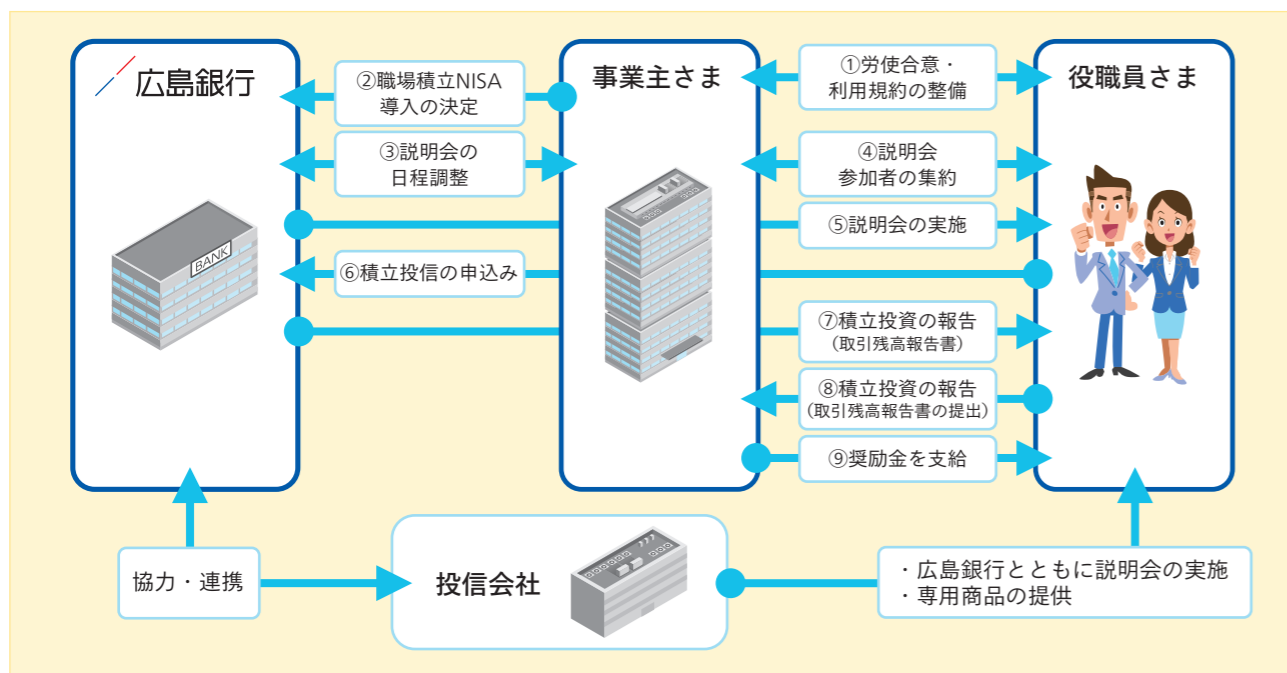 広島銀行
事業主さま
役職員さま
①労使合意・
利用規約の整備
②職場積立NISA
導入の決定
③説明会の
日程調整
④説明会
参加者の集約
⑤説明会の実施
BANK
⑥積立投信の申込み
⑦積立投資の報告
(取引残高報告書)
⑧積立投資の報告
(取引残高報告書の提出)
⑨奨励金を支給
協力・連携
投信会社
・広島銀行とともに説明会の実施
・専用商品の提供